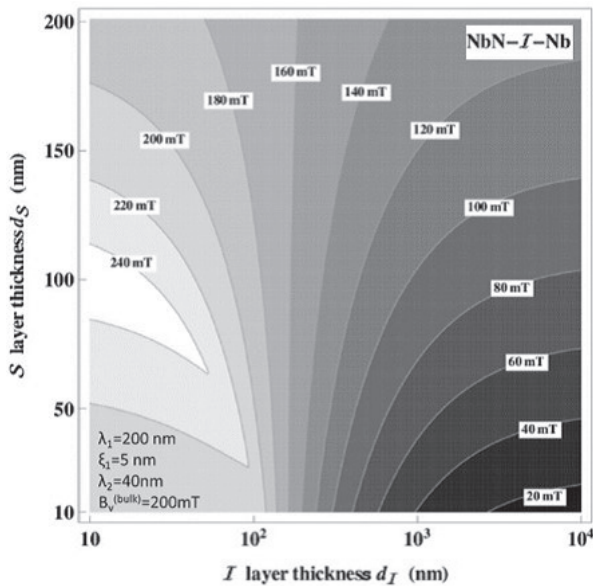 200
NbN–I–Nb
160 mT
140 mT
180 mT
120 mT
200 mT
150
220 mT
100 mT
240 mT
100
80 mT
60 mT
50
40 mT
λ₁=200 nm
ξ₁=5 nm
λ₂=40nm
Bᵥ⁽ᵇᵘˡᵏ⁾=200mT
20 mT
10
10 10² 10³ 10⁴
S layer thickness d_S (nm)
I layer thickness d_I (nm)